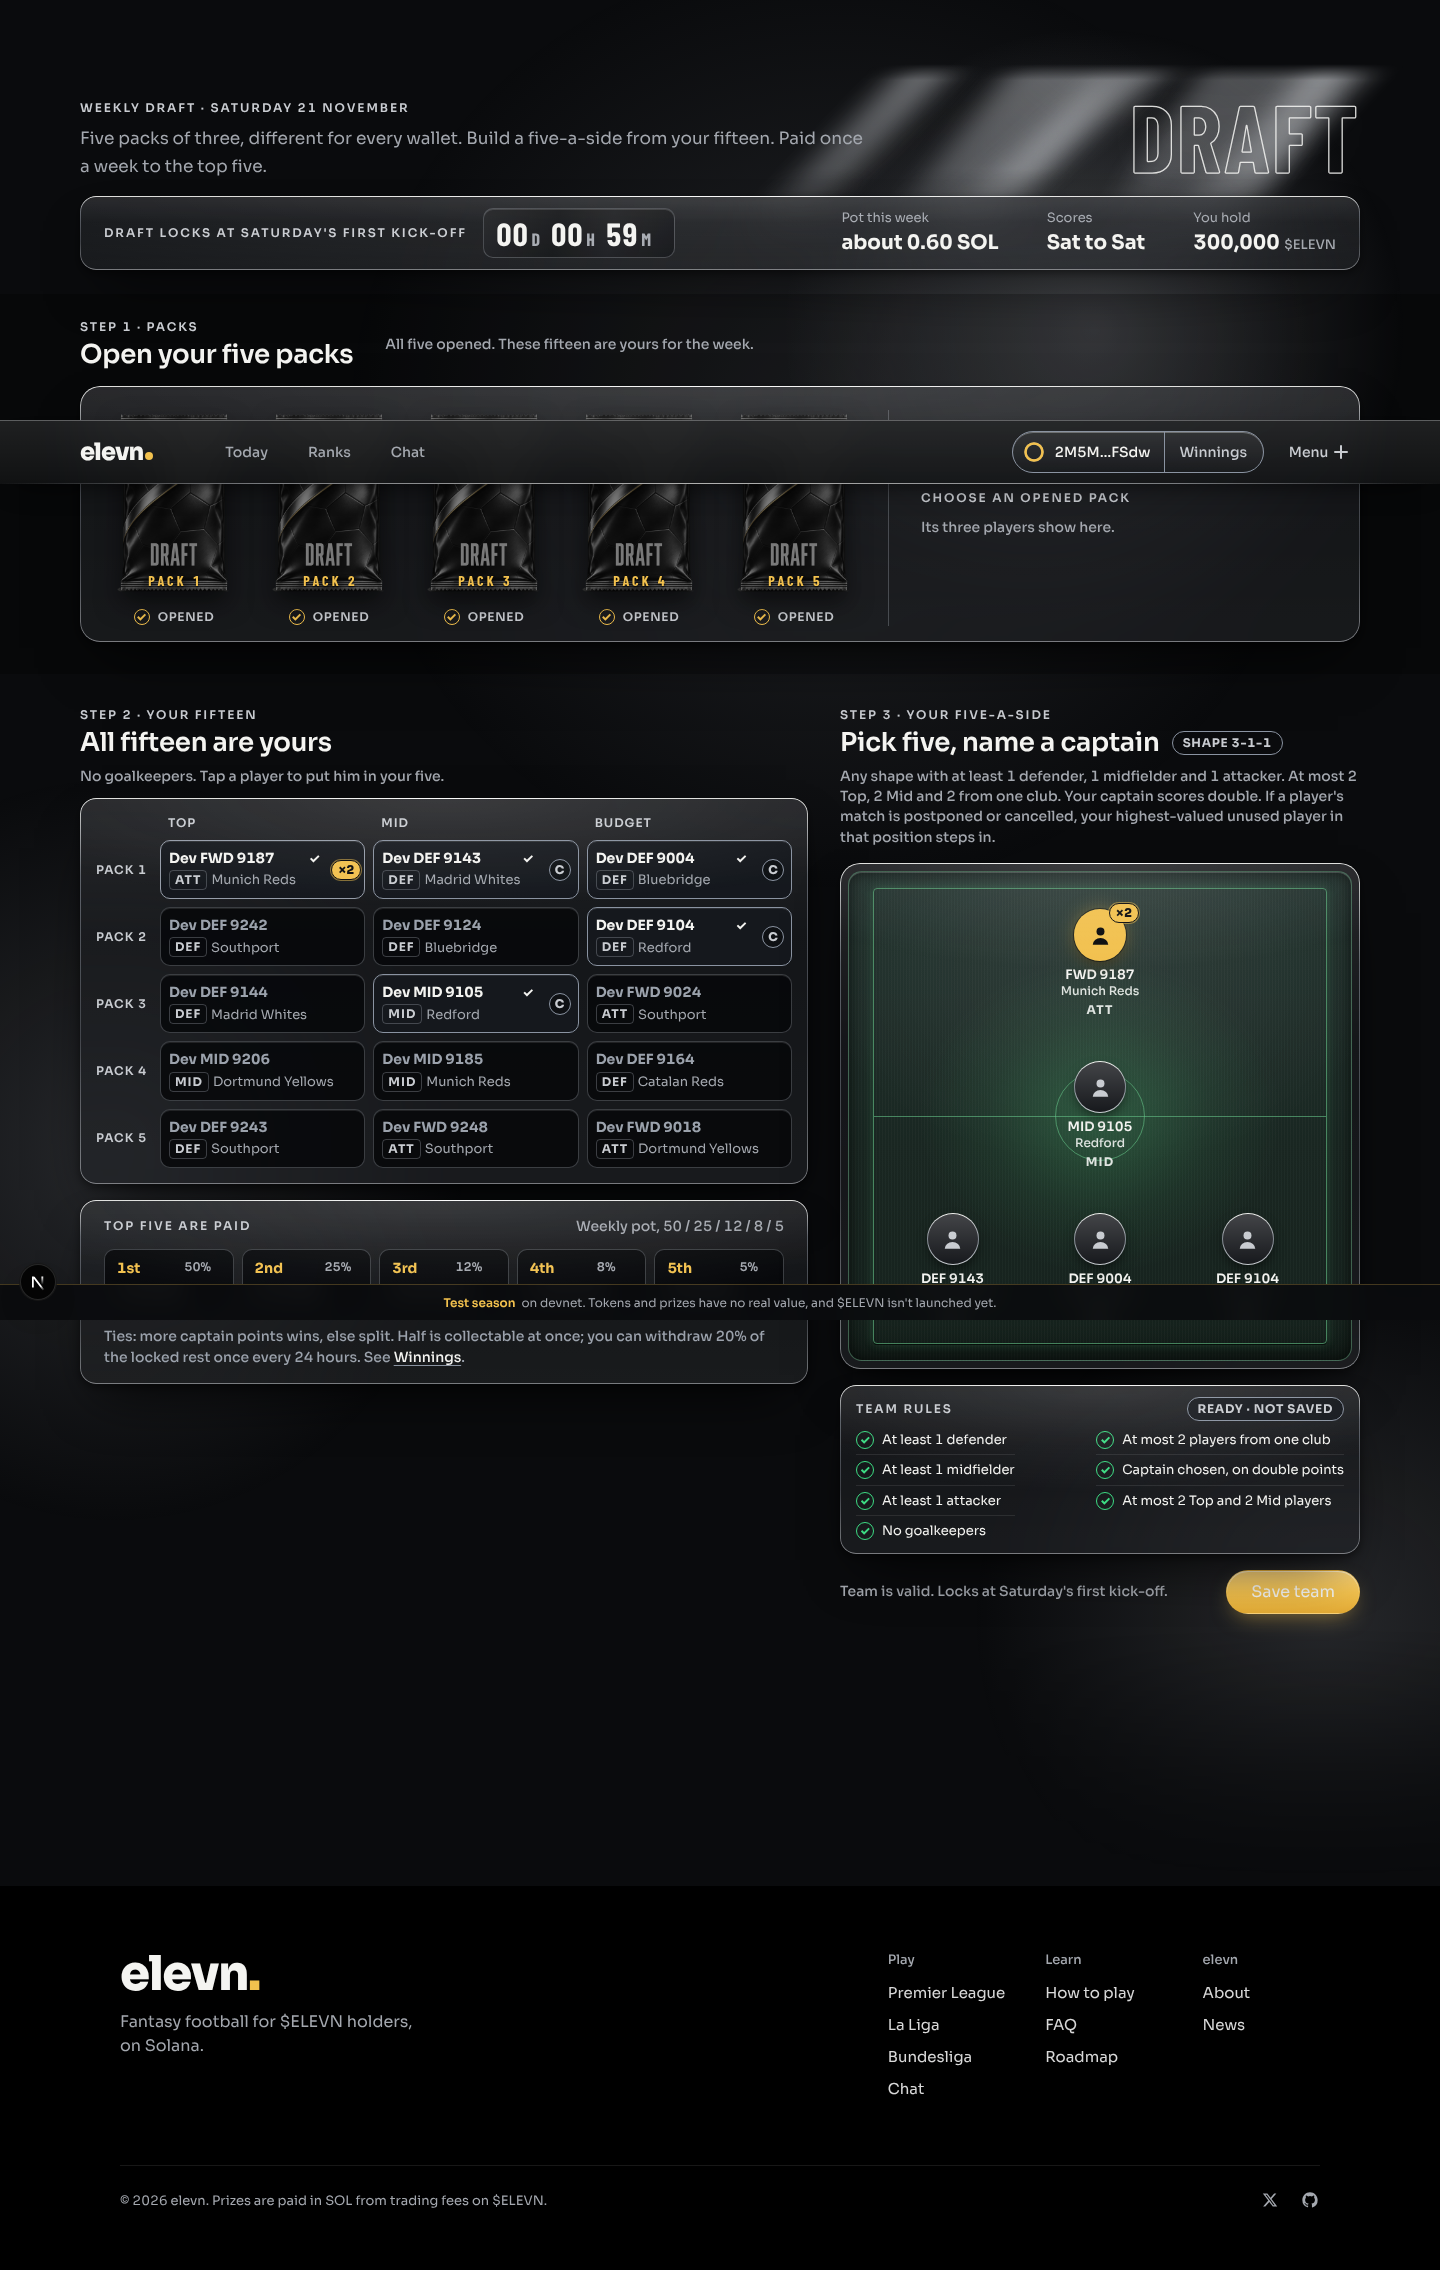 WEEKLY DRAFT · SATURDAY 21 NOVEMBER
Five packs of three, different for every wallet. Build a five-a-side from your fifteen. Paid once
a week to the top five.
DRAFT
DRAFT LOCKS AT SATURDAY'S FIRST KICK-OFF
00 D 00 H 59 M
Pot this week
about 0.60 SOL
Scores
Sat to Sat
You hold
300,000 $ELEVN
STEP 1 · PACKS
Open your five packs
All five opened. These fifteen are yours for the week.
elevn.
Today
Ranks
Chat
2M5M...FSdw
Winnings
Menu
DRAFT
PACK 1
OPENED
DRAFT
PACK 2
OPENED
DRAFT
PACK 3
OPENED
DRAFT
PACK 4
OPENED
DRAFT
PACK 5
OPENED
CHOOSE AN OPENED PACK
Its three players show here.
STEP 2 · YOUR FIFTEEN
All fifteen are yours
No goalkeepers. Tap a player to put him in your five.
TOP MID BUDGET
PACK 1
Dev FWD 9187
ATT Munich Reds
×2
Dev DEF 9143
DEF Madrid Whites
C
Dev DEF 9004
DEF Bluebridge
C
PACK 2
Dev DEF 9242
DEF Southport
Dev DEF 9124
DEF Bluebridge
Dev DEF 9104
DEF Redford
C
PACK 3
Dev DEF 9144
DEF Madrid Whites
Dev MID 9105
MID Redford
C
Dev FWD 9024
ATT Southport
PACK 4
Dev MID 9206
MID Dortmund Yellows
Dev MID 9185
MID Munich Reds
Dev DEF 9164
DEF Catalan Reds
PACK 5
Dev DEF 9243
DEF Southport
Dev FWD 9248
ATT Southport
Dev FWD 9018
ATT Dortmund Yellows
TOP FIVE ARE PAID
Weekly pot, 50 / 25 / 12 / 8 / 5
1st 50%
2nd 25%
3rd 12%
4th 8%
5th 5%
Ties: more captain points wins, else split. Half is collectable at once; you can withdraw 20% of
the locked rest once every 24 hours. See Winnings.
STEP 3 · YOUR FIVE-A-SIDE
Pick five, name a captain
SHAPE 3-1-1
Any shape with at least 1 defender, 1 midfielder and 1 attacker. At most 2
Top, 2 Mid and 2 from one club. Your captain scores double. If a player's
match is postponed or cancelled, your highest-valued unused player in
that position steps in.
×2
FWD 9187
Munich Reds
ATT
MID 9105
Redford
MID
DEF 9143
DEF 9004
DEF 9104
N
Test season on devnet. Tokens and prizes have no real value, and $ELEVN isn't launched yet.
TEAM RULES
READY · NOT SAVED
At least 1 defender
At least 1 midfielder
At least 1 attacker
No goalkeepers
At most 2 players from one club
Captain chosen, on double points
At most 2 Top and 2 Mid players
Team is valid. Locks at Saturday's first kick-off.
Save team
elevn.
Fantasy football for $ELEVN holders,
on Solana.
Play
Premier League
La Liga
Bundesliga
Chat
Learn
How to play
FAQ
Roadmap
elevn
About
News
© 2026 elevn. Prizes are paid in SOL from trading fees on $ELEVN.